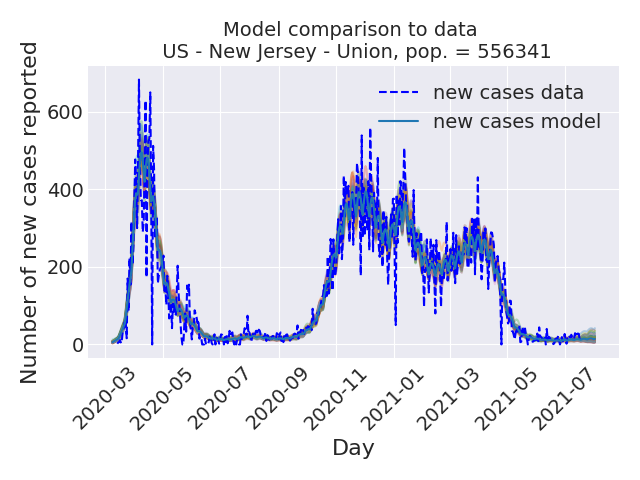 Model comparison to data
US - New Jersey - Union, pop. = 556341
Number of new cases reported
600
400
200
0
new cases data
new cases model
2020-03
2020-05
2020-07
2020-09
2020-11
2021-01
2021-03
2021-05
2021-07
Day